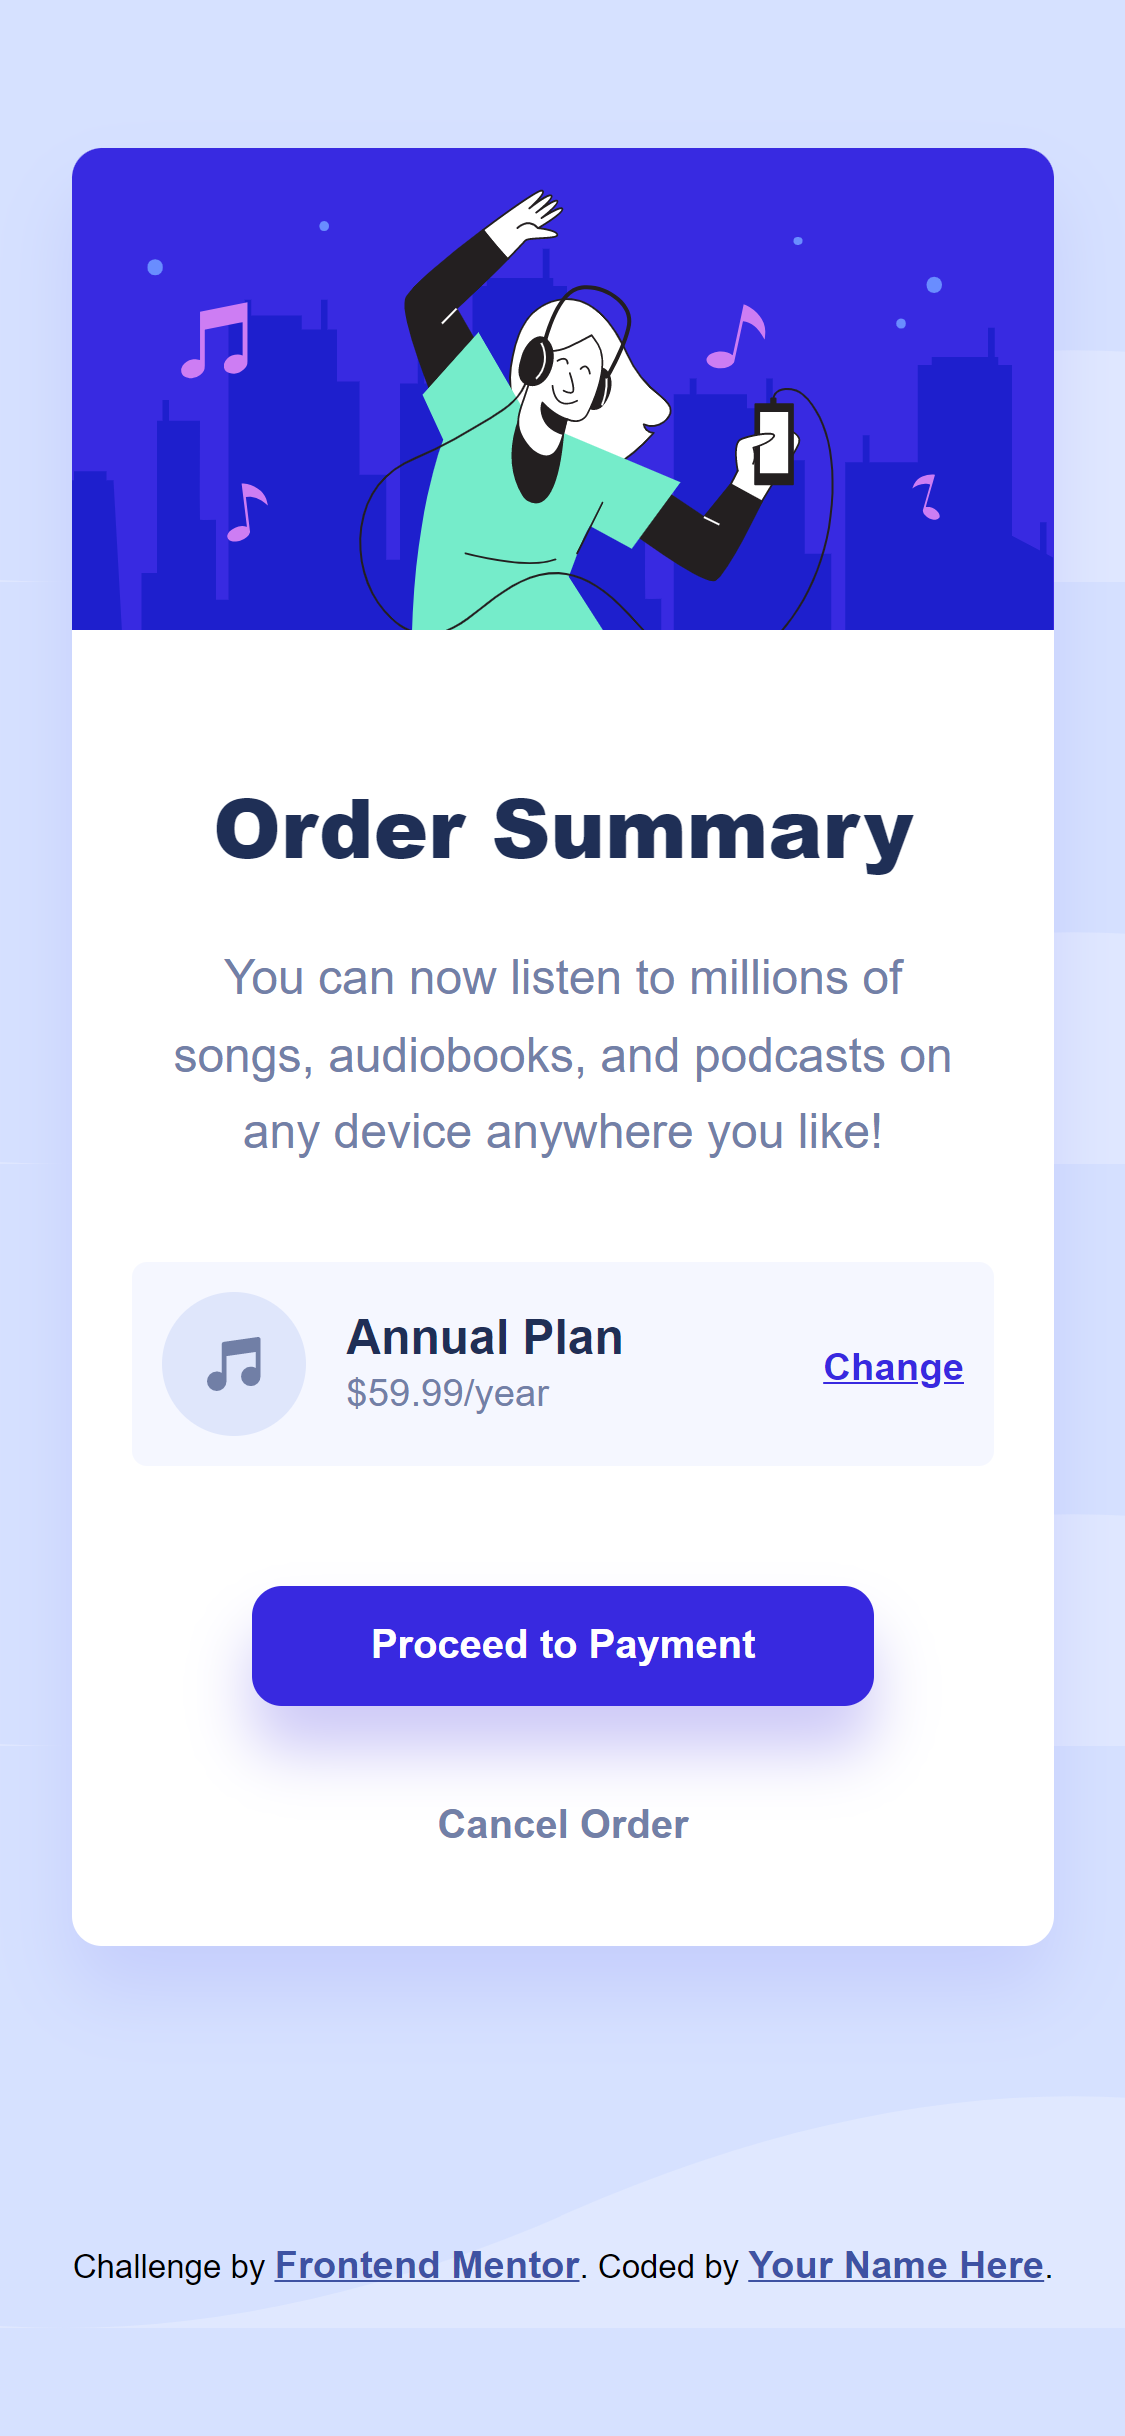 Order Summary
You can now listen to millions of
songs, audiobooks, and podcasts on
any device anywhere you like!
Annual Plan
$59.99/year
Change
Proceed to Payment
Cancel Order
Challenge by Frontend Mentor. Coded by Your Name Here.